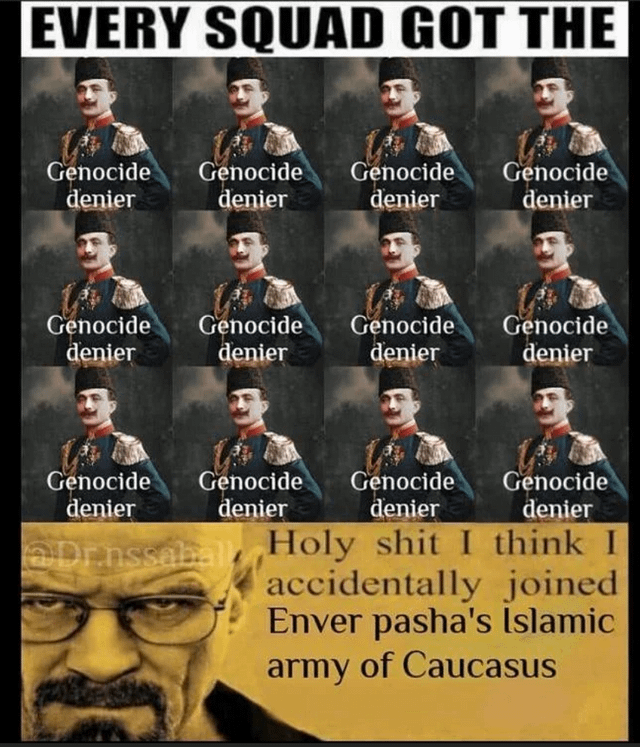 EVERY SQUAD GOT THE
Genocide Genocide Genocide Genocide
denier denier denier denier
Genocide Genocide Genocide Genocide
denier denier denier denier
Genocide Genocide Genocide Genocide
denier denier denier denier
Holy shit I think I
accidentally joined
Enver pasha's Islamic
army of Caucasus